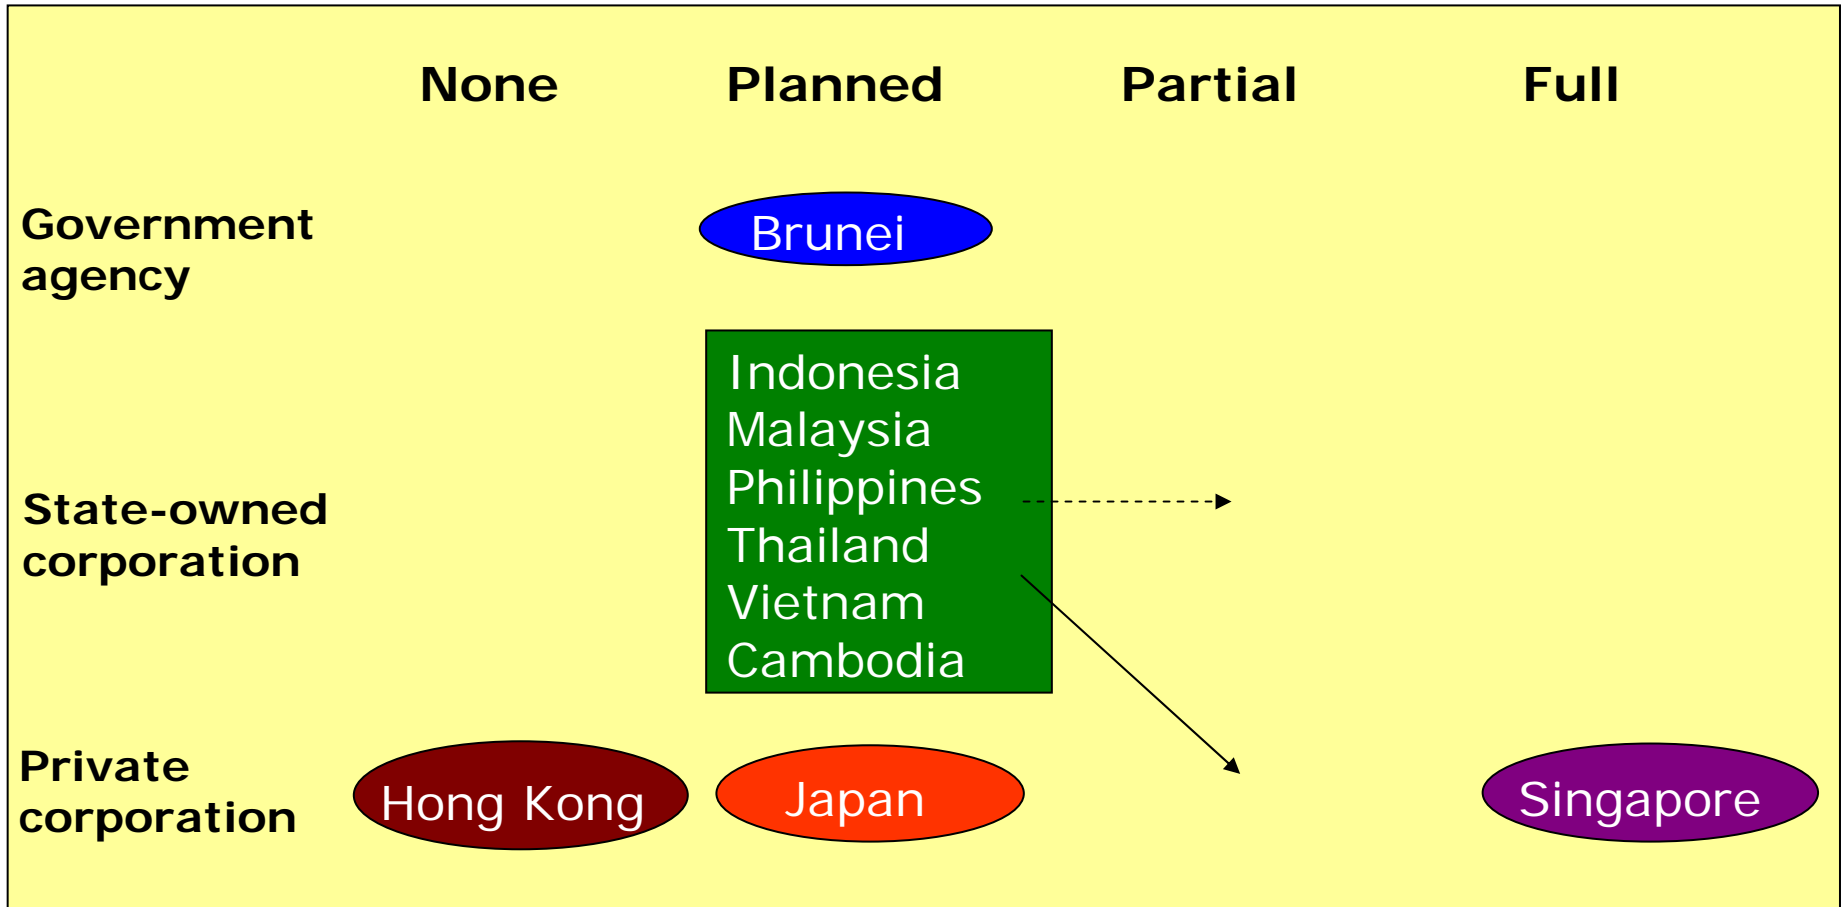 None Planned Partial Full
Government
agency
Brunei
State-owned
corporation
Indonesia
Malaysia
Philippines
Thailand
Vietnam
Cambodia
Private
corporation
Hong Kong
Japan
Singapore